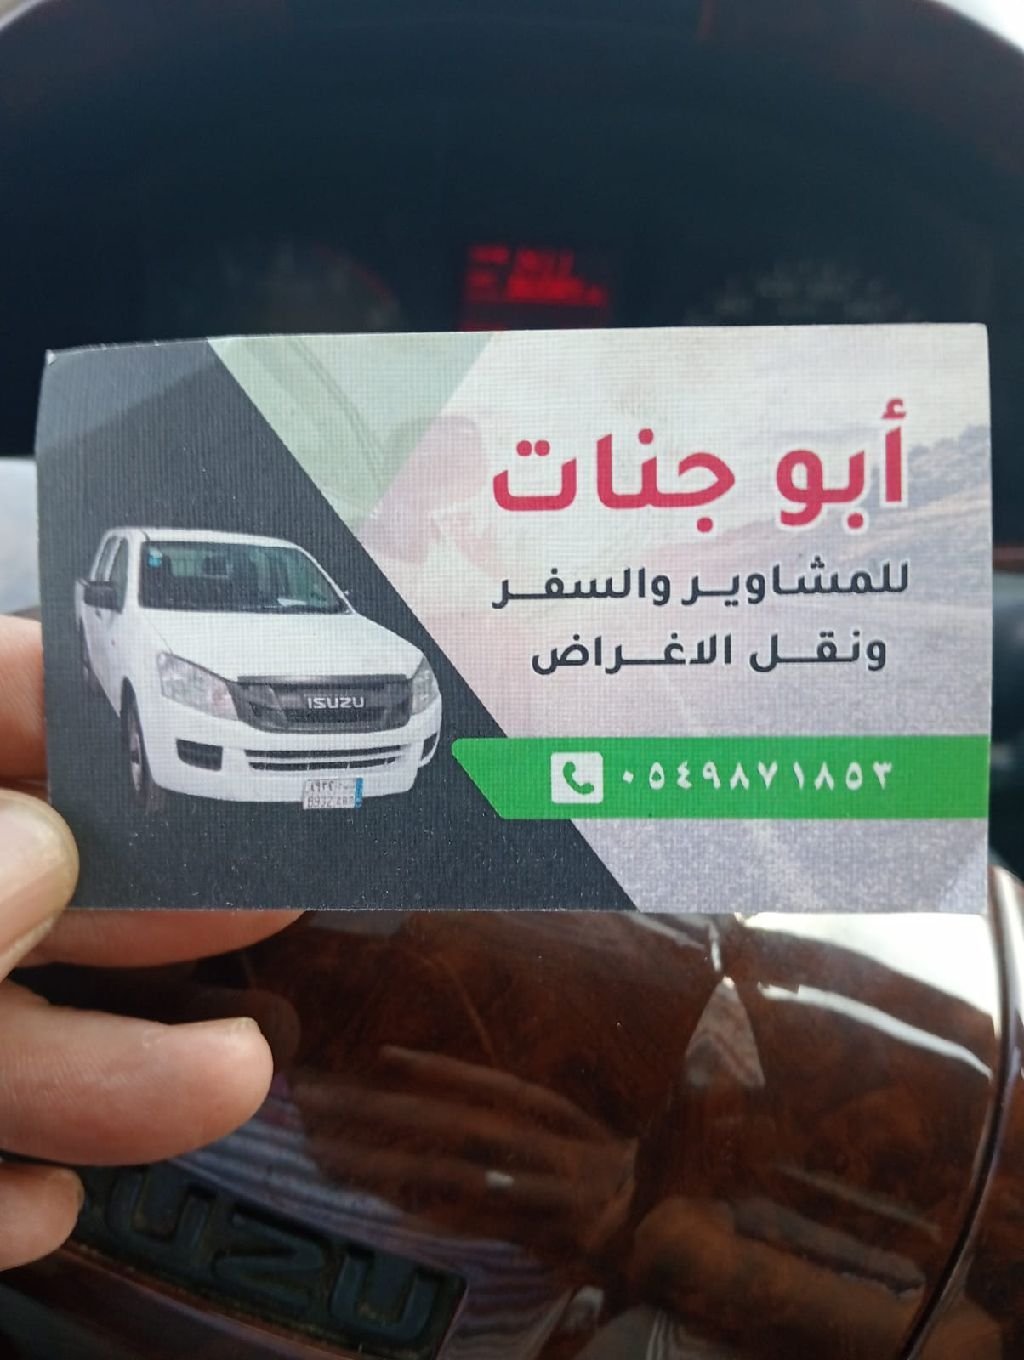 أبو جنات
للمشاوير والسفر
ونقل الاغراض
٠٥٤٩٨٧١٨٥٣
ISUZU